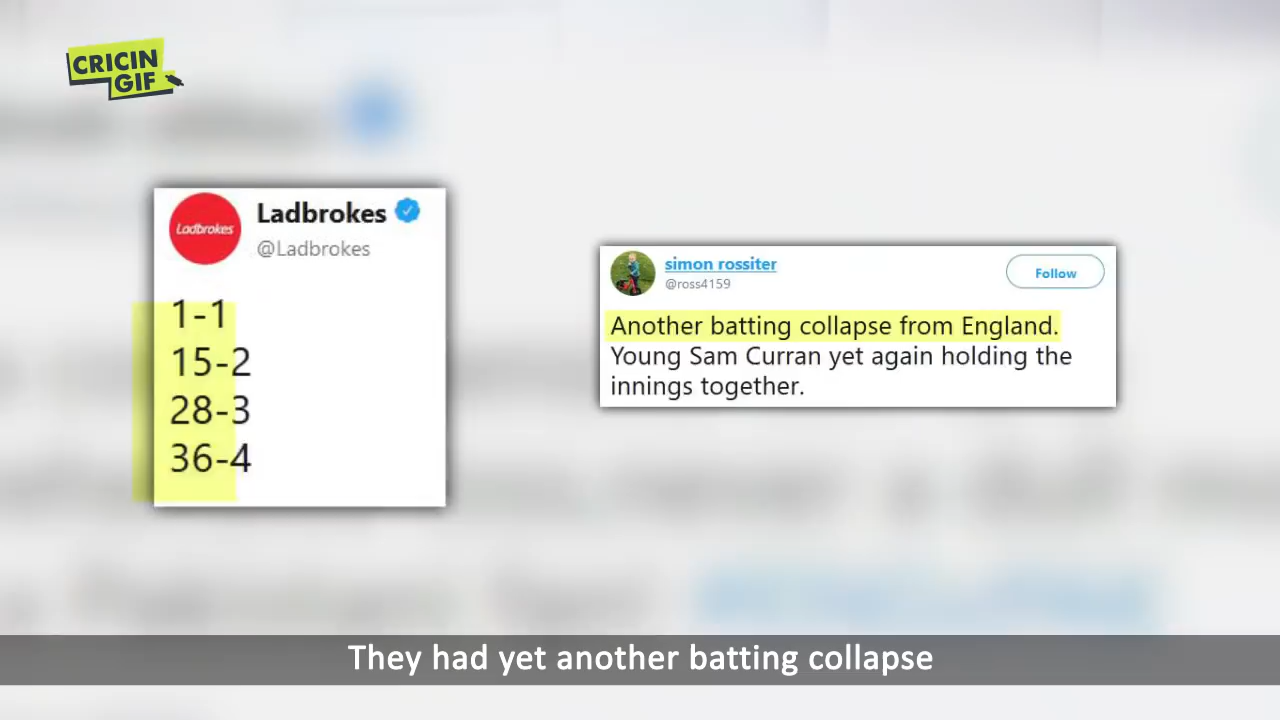 CRICIN
GIF
Ladbrokes
Ladbrokes
@Ladbrokes
1-1
15-2
28-3
36-4
simon rossiter
@ross4159
Follow
Another batting collapse from England.
Young Sam Curran yet again holding the
innings together.
They had yet another batting collapse